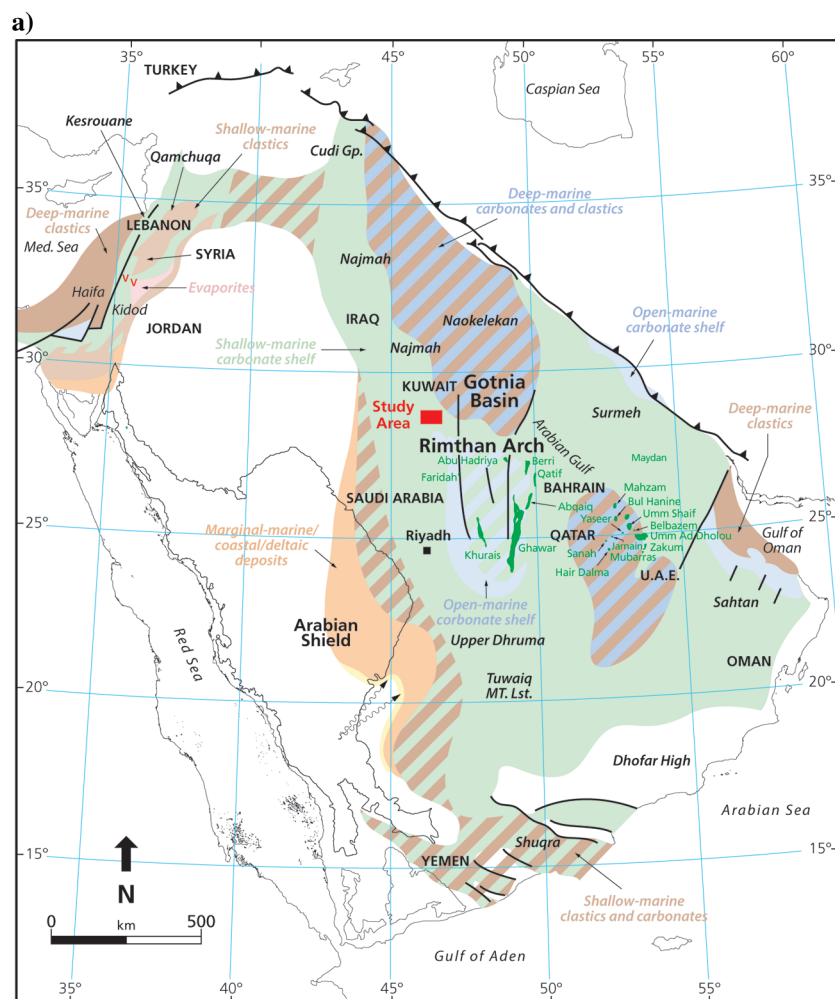 a)
35°
40°
45°
50°
55°
60°
TURKEY
Caspian Sea
Kesrouane
Shallow-marine
clastics
Qamchuqa
Cudi Gp.
35°
35°
Deep-marine
carbonates and clastics
Deep-marine
clastics
LEBANON
Med. Sea
SYRIA
Najmah
Haifa
Evaporites
v v
Kidod
JORDAN
IRAQ
Naokelekan
Open-marine
carbonate shelf
Shallow-marine
carbonate shelf
Najmah
30°
30°
KUWAIT
Gotnia
Basin
Study
Area
Surmeh
Deep-marine
clastics
Rimthan Arch
Arabian Gulf
Abu Hadriya
Berri
Maydan
Faridah
Qatif
BAHRAIN
Mahzam
SAUDI ARABIA
Abqaiq
Bul Hanine
Yaseer
Umm Shaif
25°
25°
Belbazem
Marginal-marine/
coastal/deltaic
deposits
Riyadh
QATAR
Umm Ad Dholou
Gulf of
Oman
Khurais
Ghawar
Sanah
Jarnain
Zakum
Mubarras
Hair Dalma
U.A.E.
Open-marine
carbonate shelf
Sahtan
Arabian
Shield
Upper Dhruma
Red Sea
OMAN
Tuwaiq
MT. Lst.
20°
20°
Dhofar High
Arabian Sea
15°
15°
Shuqra
YEMEN
N
Shallow-marine
clastics and carbonates
0
km
500
Gulf of Aden
35°
40°
45°
50°
55°